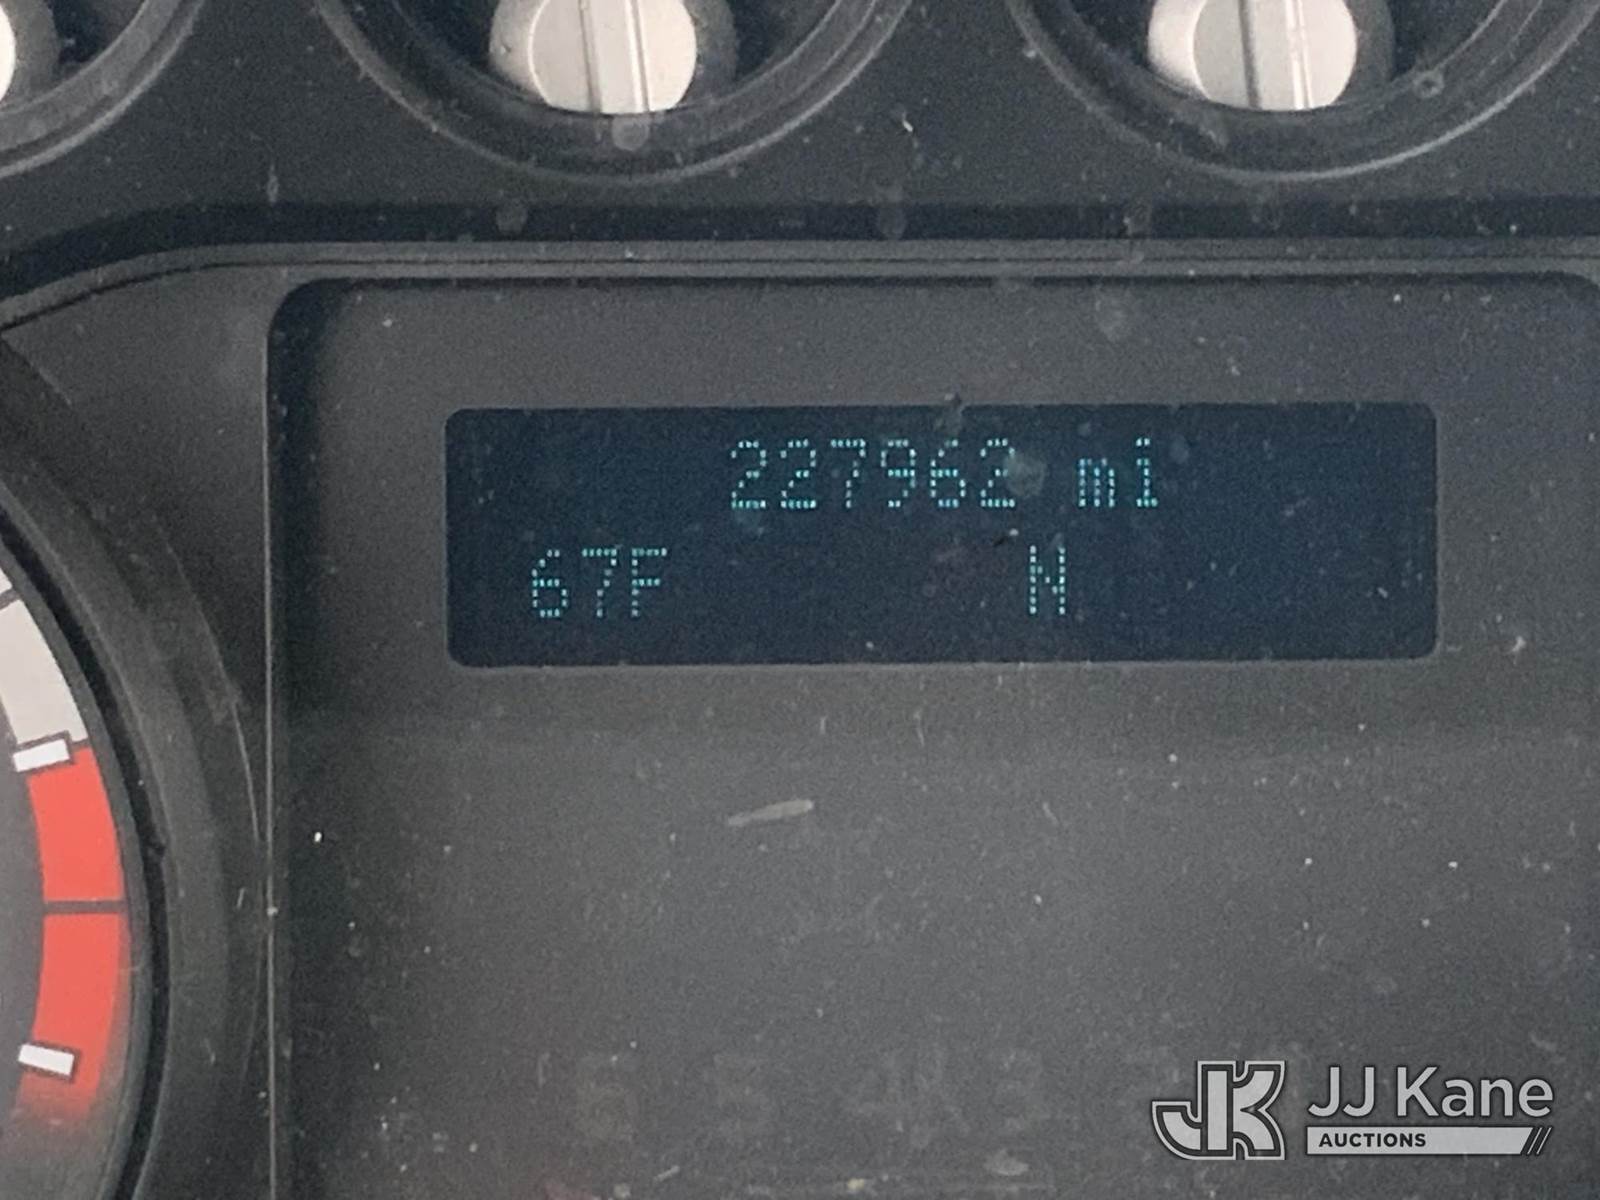 227962 mi
67F N
JJ Kane
AUCTIONS